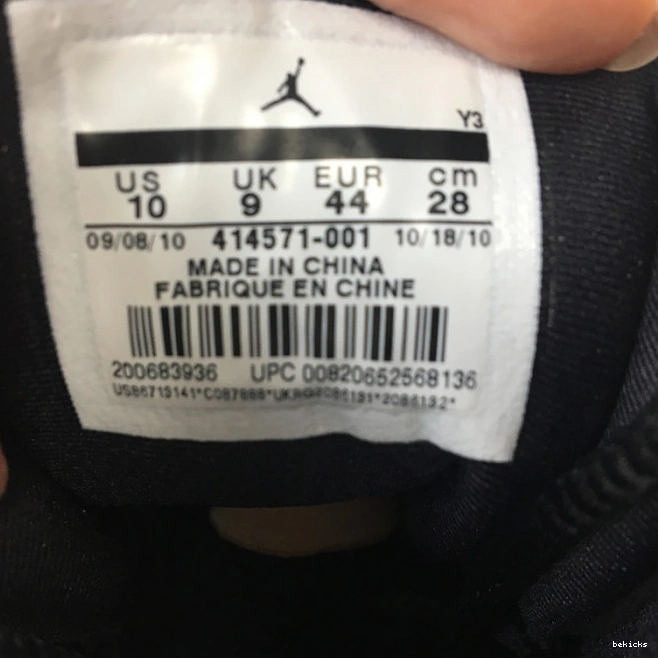 Y3
US UK EUR cm
10 9 44 28
09/08/10 414571-001 10/18/10
MADE IN CHINA
FABRIQUE EN CHINE
200683936 UPC 00820652568136
bekicks